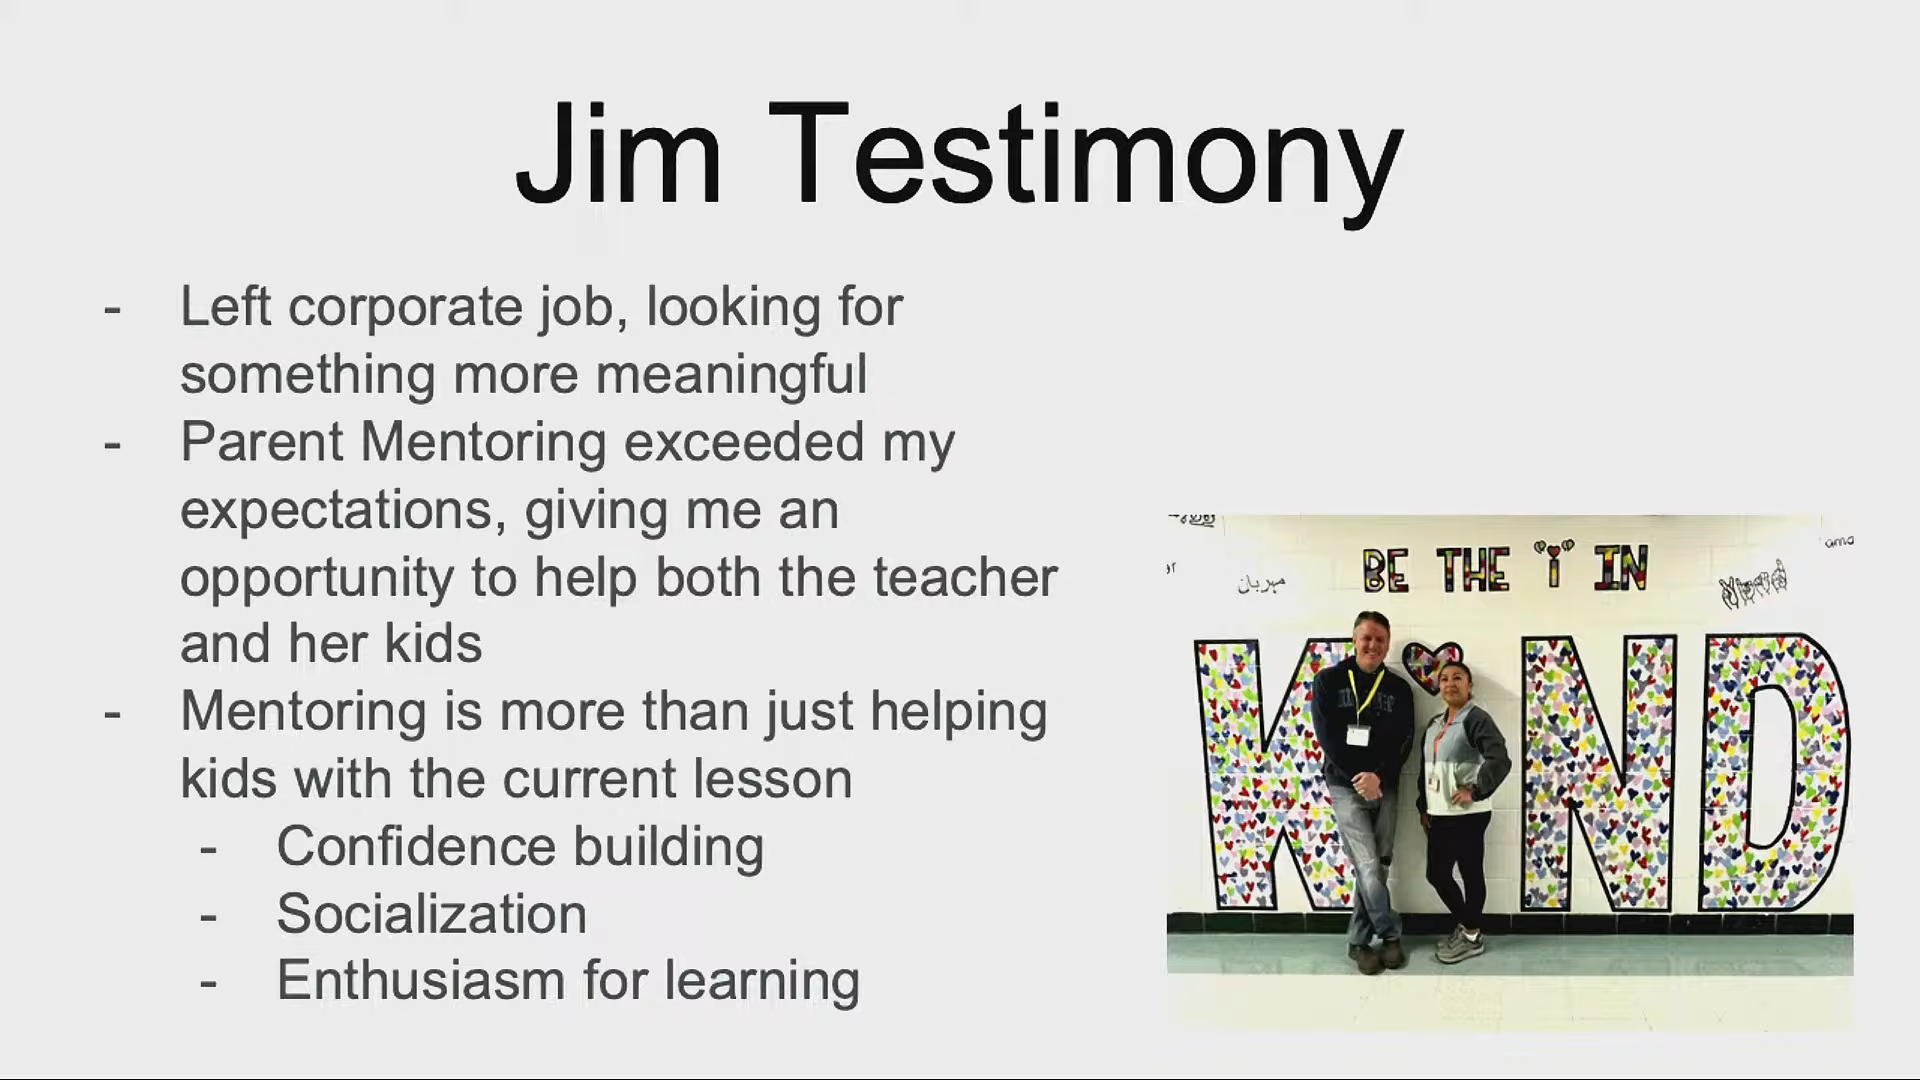 Jim Testimony
- Left corporate job, looking for
something more meaningful
- Parent Mentoring exceeded my
expectations, giving me an
opportunity to help both the teacher
and her kids
- Mentoring is more than just helping
kids with the current lesson
- Confidence building
- Socialization
- Enthusiasm for learning
BE THE "i" IN
مهربان
KIND